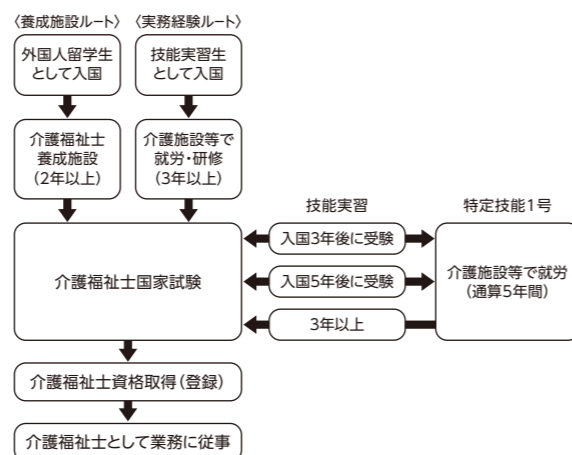 〈養成施設ルート〉
〈実務経験ルート〉
外国人留学生
として入国
技能実習生
として入国
介護福祉士
養成施設
(2年以上)
介護施設等で
就労・研修
(3年以上)
技能実習
特定技能1号
介護福祉士国家試験
入国3年後に受験
入国5年後に受験
3年以上
介護施設等で就労
(通算5年間)
介護福祉士資格取得(登録)
介護福祉士として業務に従事